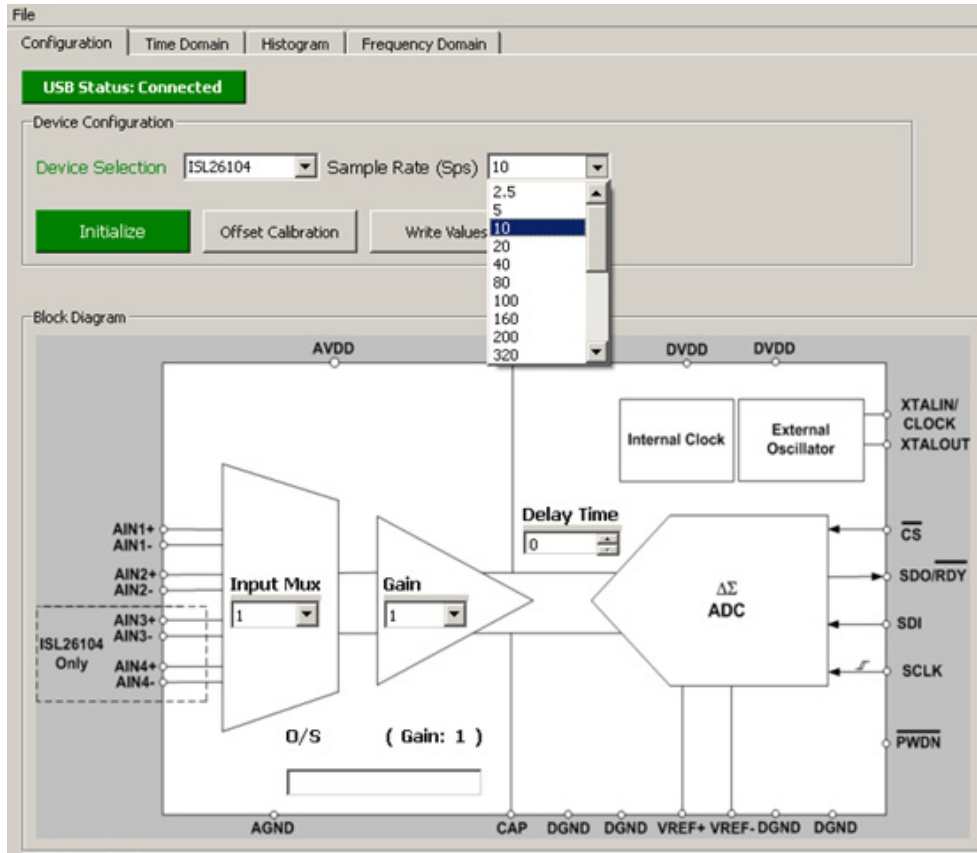 File
Configuration Time Domain Histogram Frequency Domain
USB Status: Connected
Device Configuration
Device Selection ISL26104 Sample Rate (Sps) 10
2.5
5
10
20
40
80
100
160
200
320
Initialize Offset Calibration Write Values
Block Diagram
AVDD DVDD DVDD
XTALIN/
CLOCK
XTALOUT
Internal Clock
External
Oscillator
Delay Time
0
AIN1+
AIN1-
AIN2+
AIN2-
AIN3+
AIN3-
AIN4+
AIN4-
ISL26104
Only
Input Mux
1
Gain
1
ΔΣ
ADC
CS
SDO/RDY
SDI
SCLK
PWDN
O/S ( Gain: 1 )
AGND CAP DGND DGND VREF+ VREF- DGND DGND